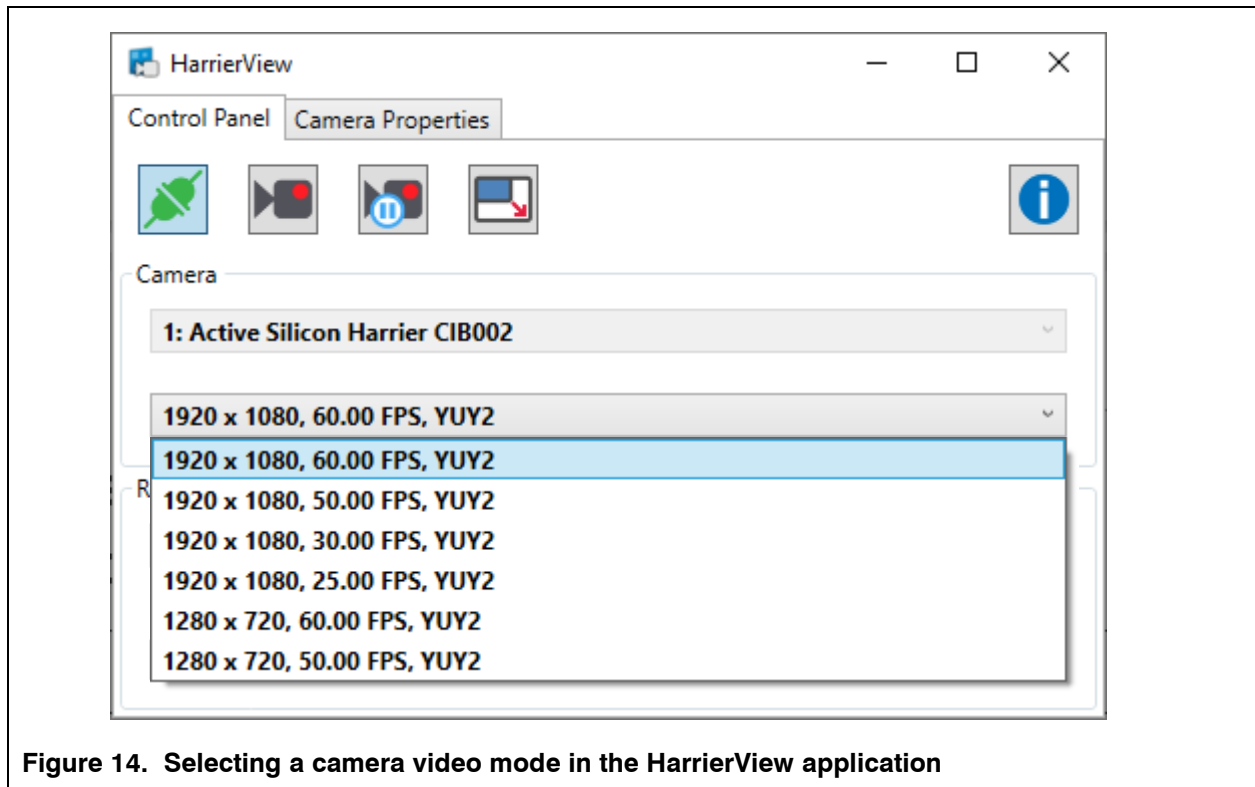 HarrierView
Control Panel Camera Properties
Camera
1: Active Silicon Harrier CIB002
1920 x 1080, 60.00 FPS, YUY2
1920 x 1080, 60.00 FPS, YUY2
1920 x 1080, 50.00 FPS, YUY2
1920 x 1080, 30.00 FPS, YUY2
1920 x 1080, 25.00 FPS, YUY2
1280 x 720, 60.00 FPS, YUY2
1280 x 720, 50.00 FPS, YUY2
Figure 14. Selecting a camera video mode in the HarrierView application